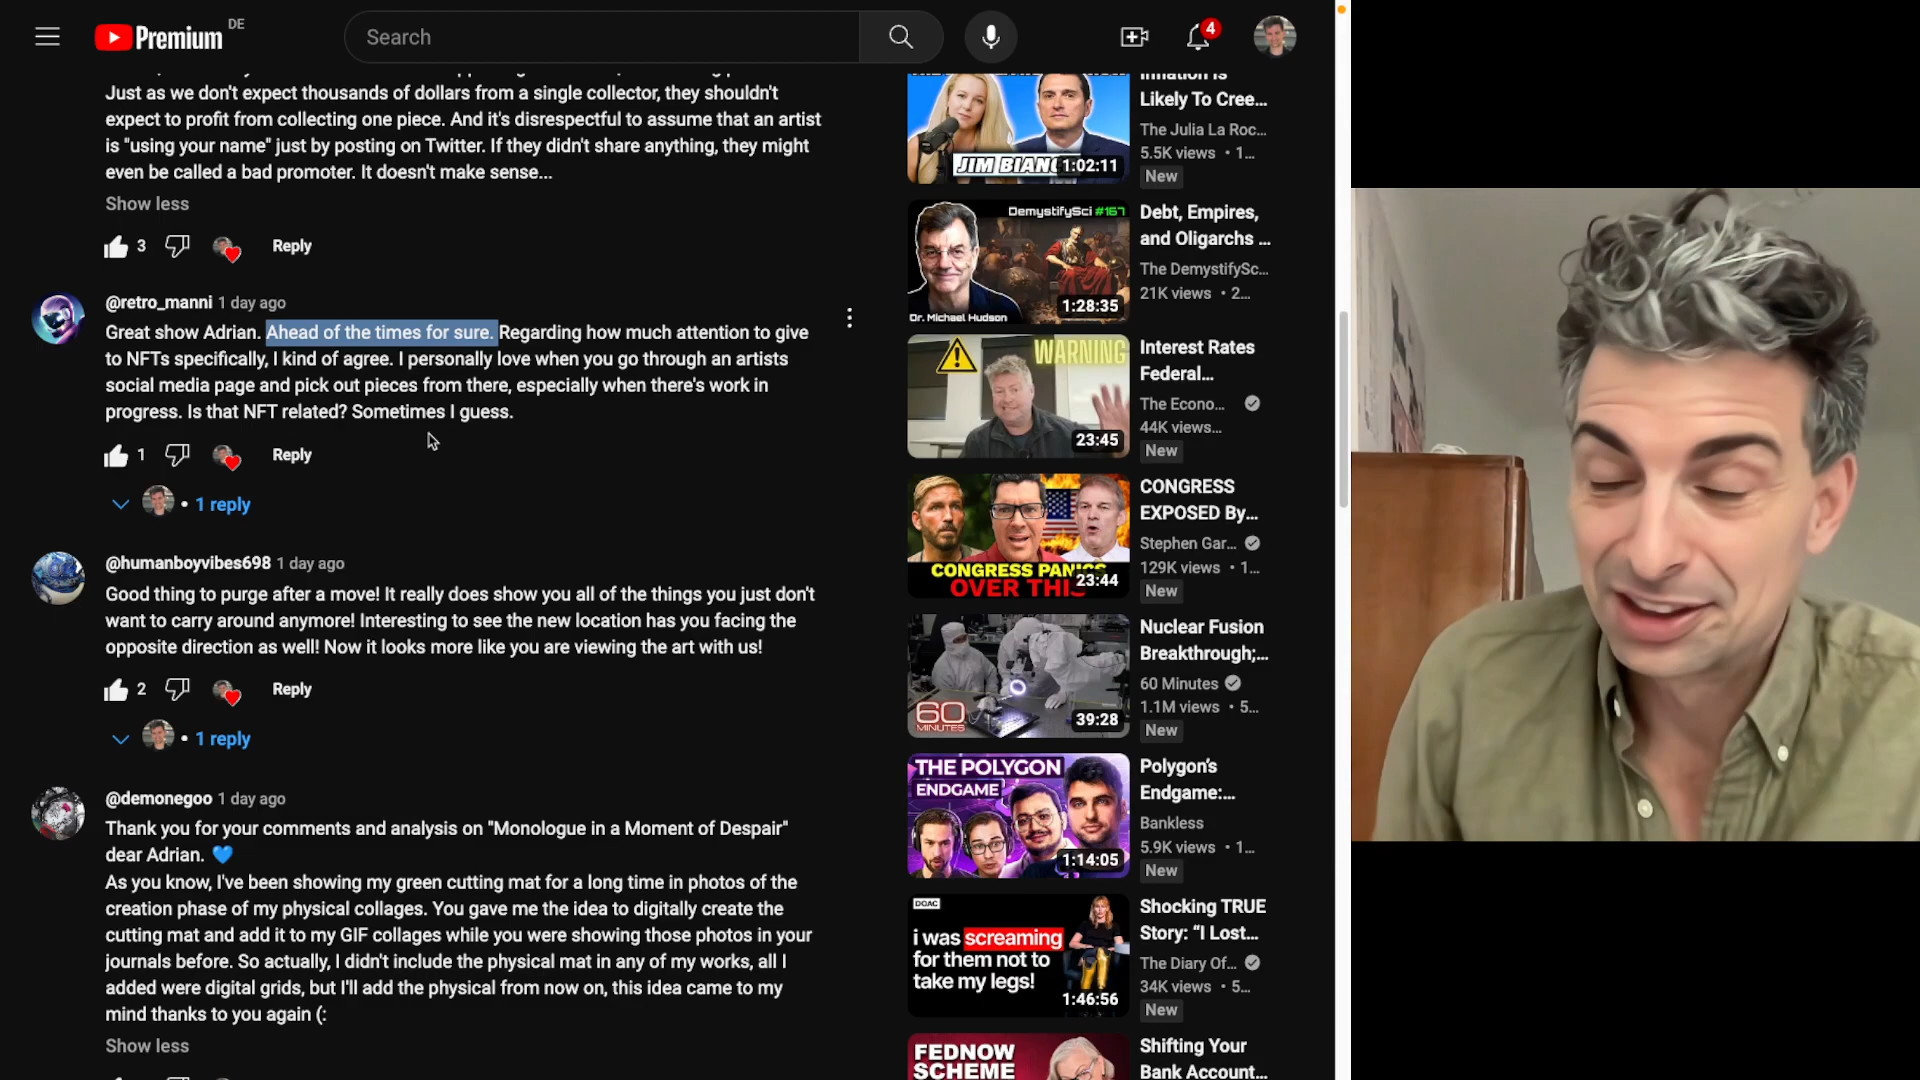 Premium
DE
Search
4
Just as we don't expect thousands of dollars from a single collector, they shouldn't
expect to profit from collecting one piece. And it's disrespectful to assume that an artist
is "using your name" just by posting on Twitter. If they didn't share anything, they might
even be called a bad promoter. It doesn't make sense...
Show less
3
Reply
@retro_manni 1 day ago
Great show Adrian. Ahead of the times for sure. Regarding how much attention to give
to NFTs specifically, I kind of agree. I personally love when you go through an artists
social media page and pick out pieces from there, especially when there's work in
progress. Is that NFT related? Sometimes I guess.
1
Reply
• 1 reply
@humanboyvibes698 1 day ago
Good thing to purge after a move! It really does show you all of the things you just don't
want to carry around anymore! Interesting to see the new location has you facing the
opposite direction as well! Now it looks more like you are viewing the art with us!
2
Reply
• 1 reply
@demonegoo 1 day ago
Thank you for your comments and analysis on "Monologue in a Moment of Despair"
dear Adrian. 💙
As you know, I've been showing my green cutting mat for a long time in photos of the
creation phase of my physical collages. You gave me the idea to digitally create the
cutting mat and add it to my GIF collages while you were showing those photos in your
journals before. So actually, I didn't include the physical mat in any of my works, all I
added were digital grids, but I'll add the physical from now on, this idea came to my
mind thanks to you again (:
Show less
JIM BIANC
1:02:11
Inflation is
Likely To Cree...
The Julia La Roc...
5.5K views • 1...
New
DemystifySci #167
Dr. Michael Hudson
1:28:35
Debt, Empires,
and Oligarchs ...
The DemystifySc...
21K views • 2...
WARNING
23:45
Interest Rates
Federal...
The Econo...
44K views...
New
CONGRESS PANICS
OVER THIS
23:44
CONGRESS
EXPOSED By...
Stephen Gar...
129K views • 1...
New
60
MINUTES
39:28
Nuclear Fusion
Breakthrough;...
60 Minutes
1.1M views • 5...
New
THE POLYGON
ENDGAME
1:14:05
Polygon's
Endgame:...
Bankless
5.9K views • 1...
New
DOAC
i was screaming
for them not to
take my legs!
1:46:56
Shocking TRUE
Story: “I Lost...
The Diary Of...
34K views • 5...
New
FEDNOW
SCHEME
Shifting Your
Bank Account...